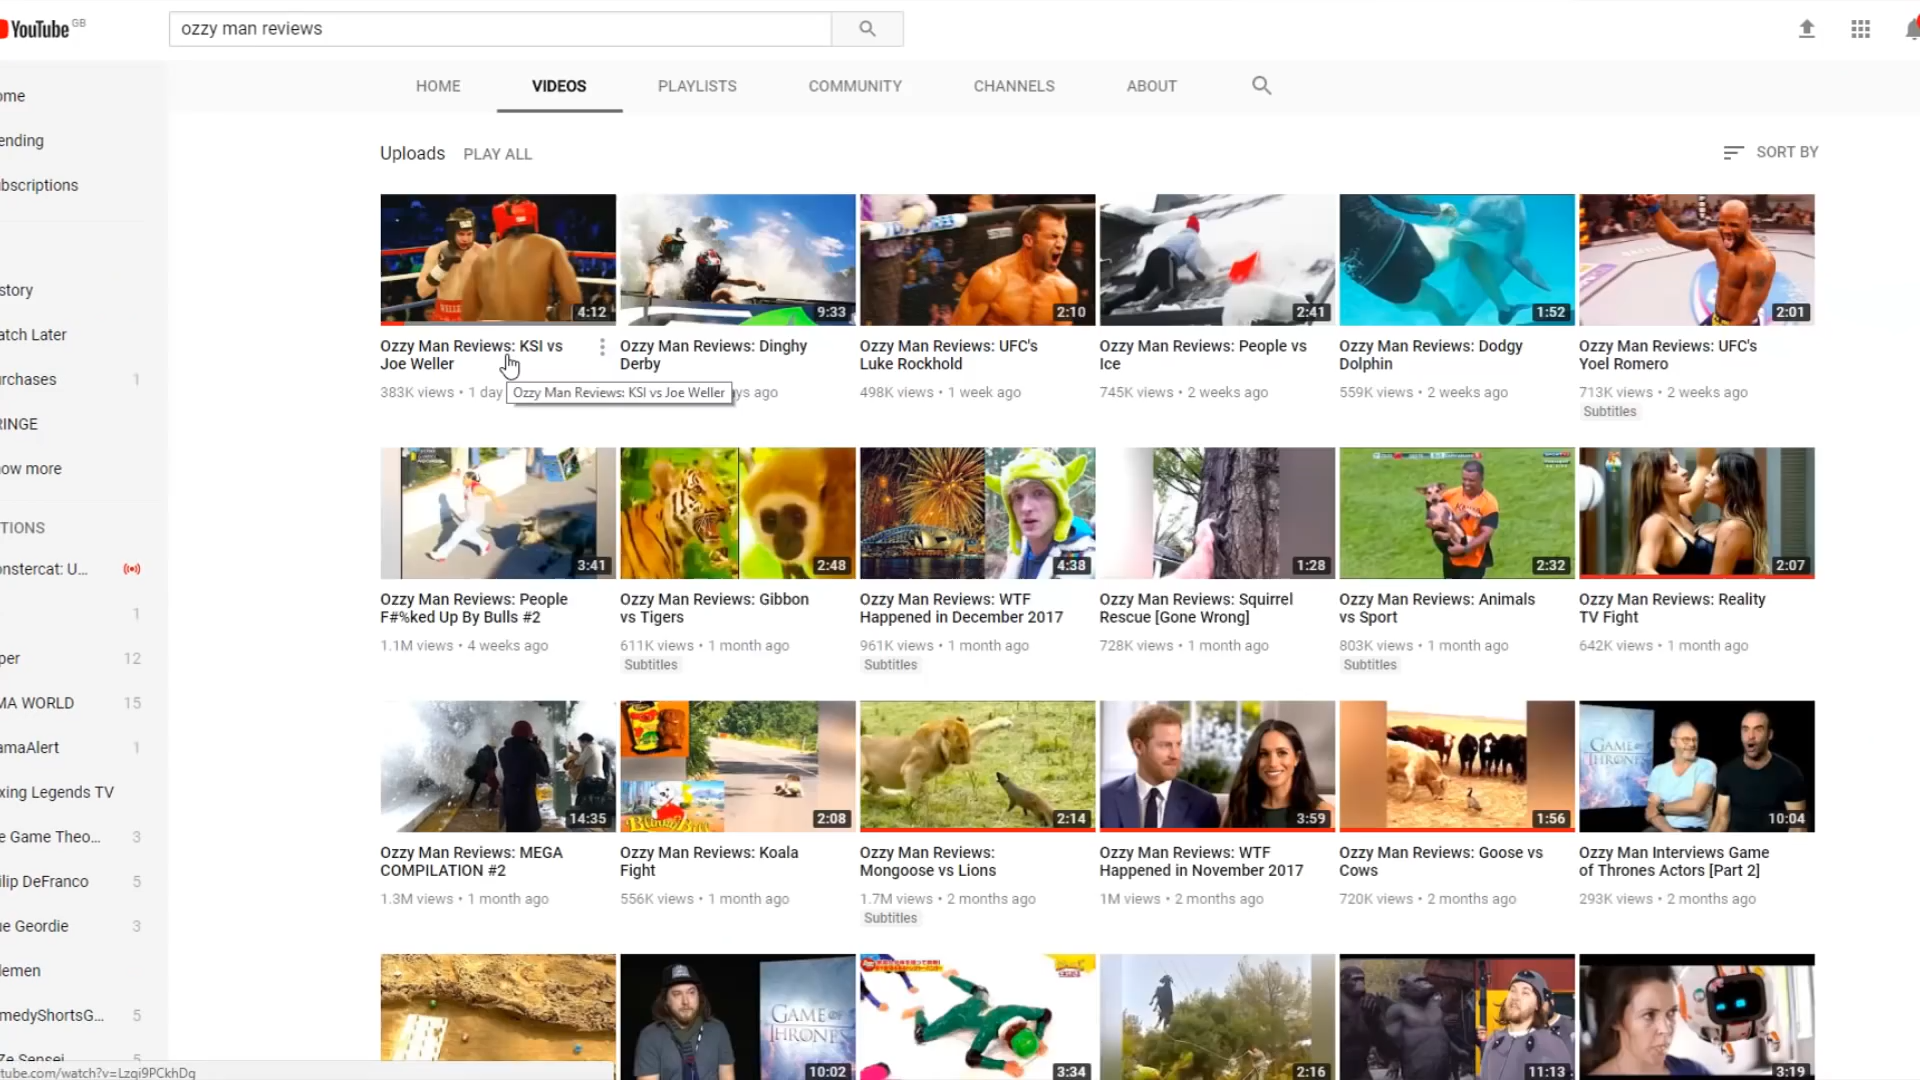 YouTube GB
ozzy man reviews
HOME VIDEOS PLAYLISTS COMMUNITY CHANNELS ABOUT
Uploads PLAY ALL
SORT BY
ome
ending
bscriptions
story
atch Later
rchases 1
RINGE
ow more
TIONS
onstercat: U...
1
per 12
MA WORLD 15
amaAlert 1
xing Legends TV
e Game Theo... 3
ilip DeFranco 5
ue Geordie 3
lemen
medyShortsG... 5
Ze Sensei 5
4:12
9:33
2:10
2:41
1:52
2:01
Ozzy Man Reviews: KSI vs
Joe Weller
383K views • 1 day
Ozzy Man Reviews: KSI vs Joe Weller
Ozzy Man Reviews: Dinghy
Derby
ys ago
Ozzy Man Reviews: UFC's
Luke Rockhold
498K views • 1 week ago
Ozzy Man Reviews: People vs
Ice
745K views • 2 weeks ago
Ozzy Man Reviews: Dodgy
Dolphin
559K views • 2 weeks ago
Ozzy Man Reviews: UFC's
Yoel Romero
713K views • 2 weeks ago
Subtitles
3:41
2:48
4:38
1:28
2:32
2:07
Ozzy Man Reviews: People
F#%ked Up By Bulls #2
1.1M views • 4 weeks ago
Ozzy Man Reviews: Gibbon
vs Tigers
611K views • 1 month ago
Subtitles
Ozzy Man Reviews: WTF
Happened in December 2017
961K views • 1 month ago
Subtitles
Ozzy Man Reviews: Squirrel
Rescue [Gone Wrong]
728K views • 1 month ago
Ozzy Man Reviews: Animals
vs Sport
803K views • 1 month ago
Subtitles
Ozzy Man Reviews: Reality
TV Fight
642K views • 1 month ago
14:35
2:08
2:14
3:59
1:56
GAME OF
THRONES
10:04
Ozzy Man Reviews: MEGA
COMPILATION #2
1.3M views • 1 month ago
Ozzy Man Reviews: Koala
Fight
556K views • 1 month ago
Ozzy Man Reviews:
Mongoose vs Lions
1.7M views • 2 months ago
Subtitles
Ozzy Man Reviews: WTF
Happened in November 2017
1M views • 2 months ago
Ozzy Man Reviews: Goose vs
Cows
720K views • 2 months ago
Ozzy Man Interviews Game
of Thrones Actors [Part 2]
293K views • 2 months ago
GAME OF
THRONES
10:02
3:34
2:16
11:13
3:19
tube.com/watch?v=Lzqi9PCkhDg